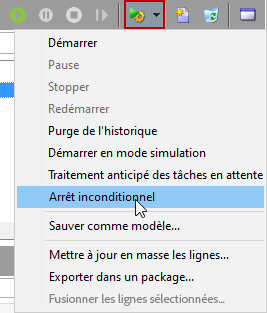 Démarrer
Pause
Stopper
Redémarrer
Purge de l'historique
Démarrer en mode simulation
Traitement anticipé des tâches en attente
Arrêt inconditionnel
Sauver comme modèle...
Mettre à jour en masse les lignes...
Exporter dans un package...
Fusionner les lignes sélectionnées...